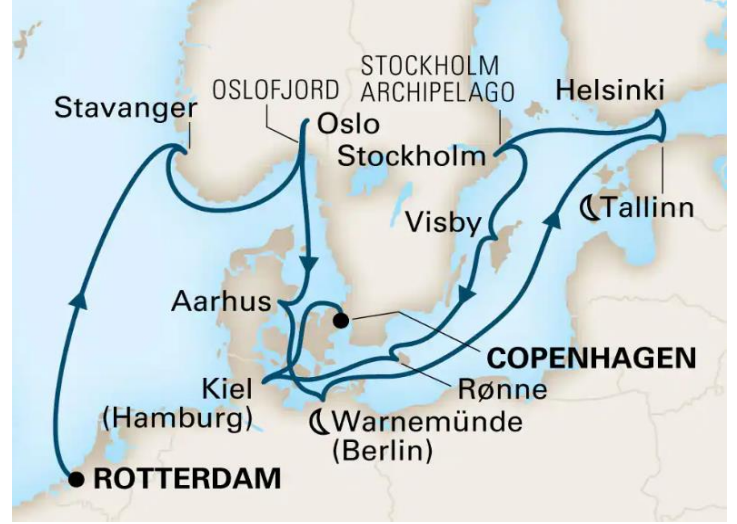 STOCKHOLM
ARCHIPELAGO
OSLOFJORD
Helsinki
Stavanger
Oslo
Stockholm
Tallinn
Visby
Aarhus
COPENHAGEN
Kiel
(Hamburg)
Rønne
Warnemünde
(Berlin)
ROTTERDAM